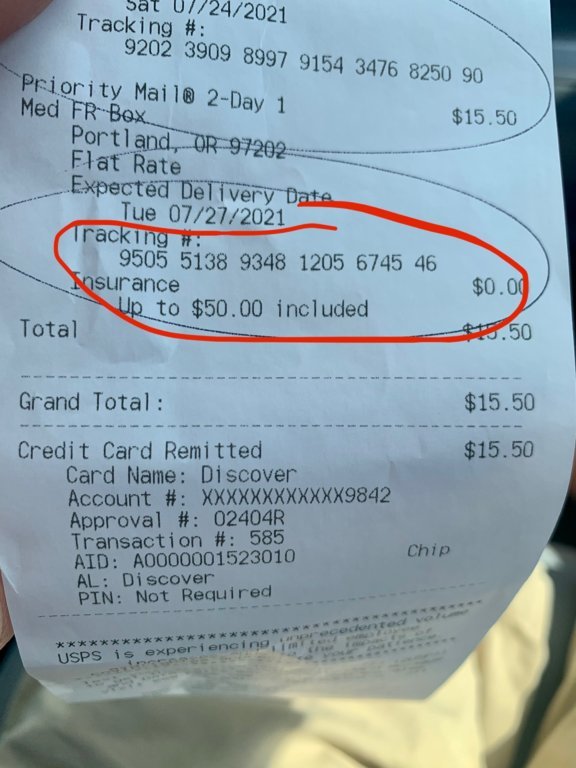 Sat 07/24/2021
Tracking #:
9202 3909 8997 9154 3476 8250 90
Priority Mail® 2-Day 1 $15.50
Med FR Box
Portland, OR 97202
Flat Rate
Expected Delivery Date
Tue 07/27/2021
Tracking #:
9505 5138 9348 1205 6745 46
Insurance $0.00
Up to $50.00 included
Total $15.50
Grand Total: $15.50
Credit Card Remitted $15.50
Card Name: Discover
Account #: XXXXXXXXXXXX9842
Approval #: 02404R
Transaction #: 585
AID: A0000001523010 Chip
AL: Discover
PIN: Not Required
USPS is experiencing unprecedented volume